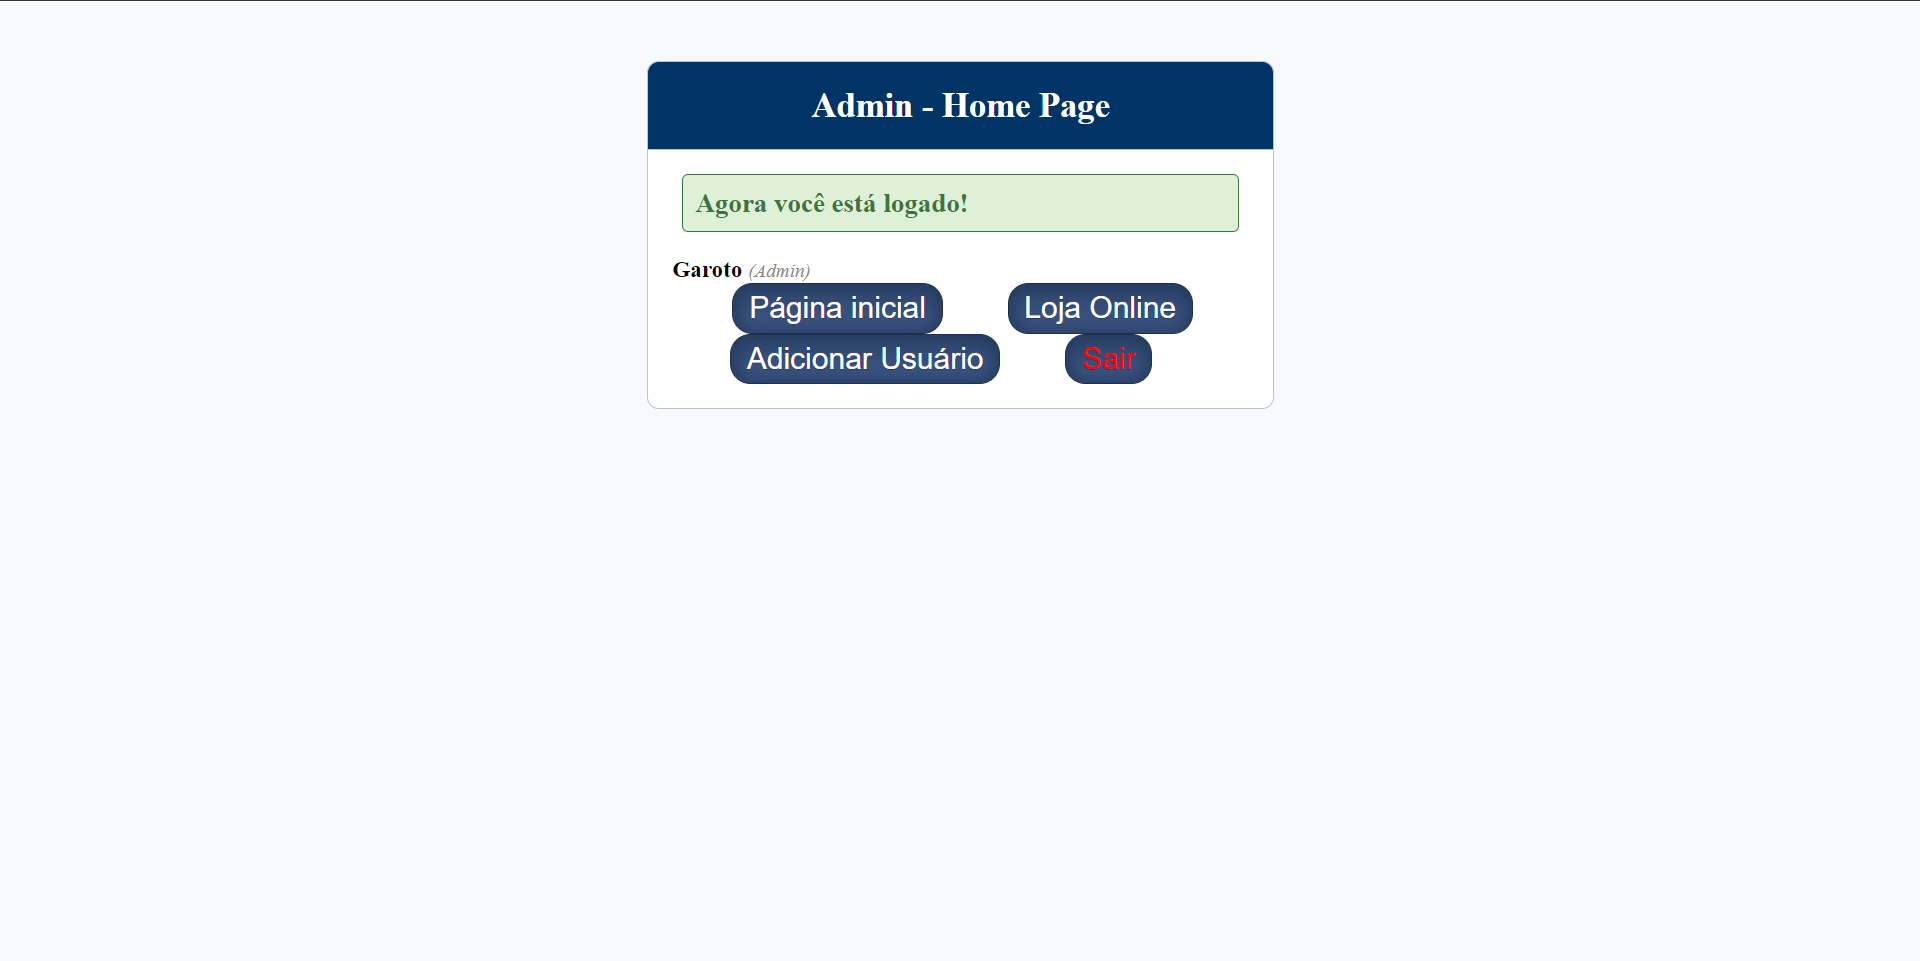 Admin - Home Page
Agora você está logado!
Garoto (Admin)
Página inicial Loja Online
Adicionar Usuário Sair